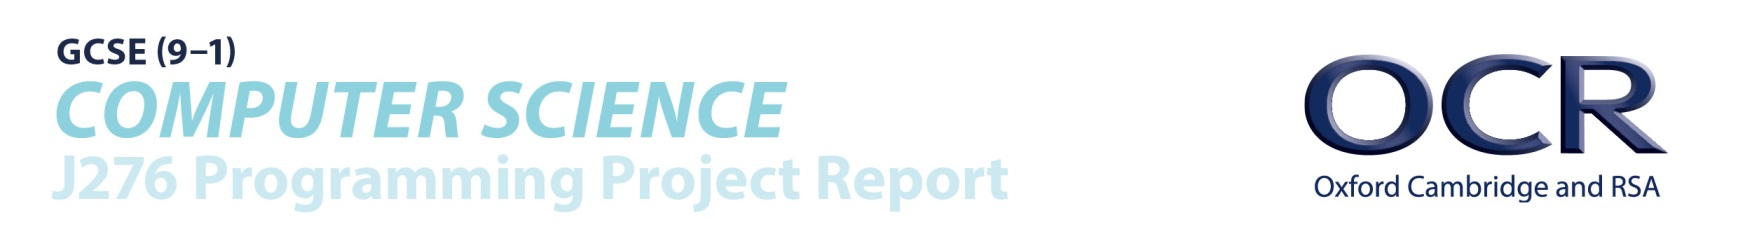 GCSE (9–1)
COMPUTER SCIENCE
J276 Programming Project Report
OCR
Oxford Cambridge and RSA